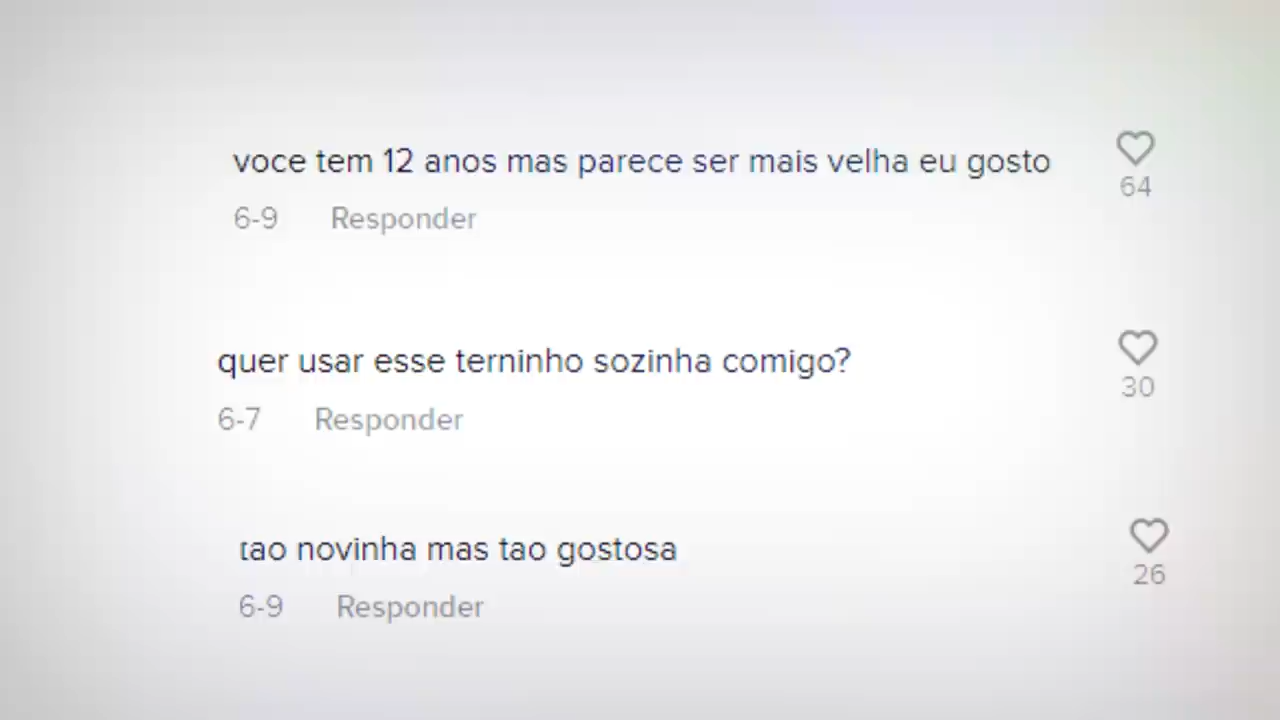 voce tem 12 anos mas parece ser mais velha eu gosto
64
6-9 Responder
quer usar esse terninho sozinha comigo?
30
6-7 Responder
tao novinha mas tao gostosa
26
6-9 Responder